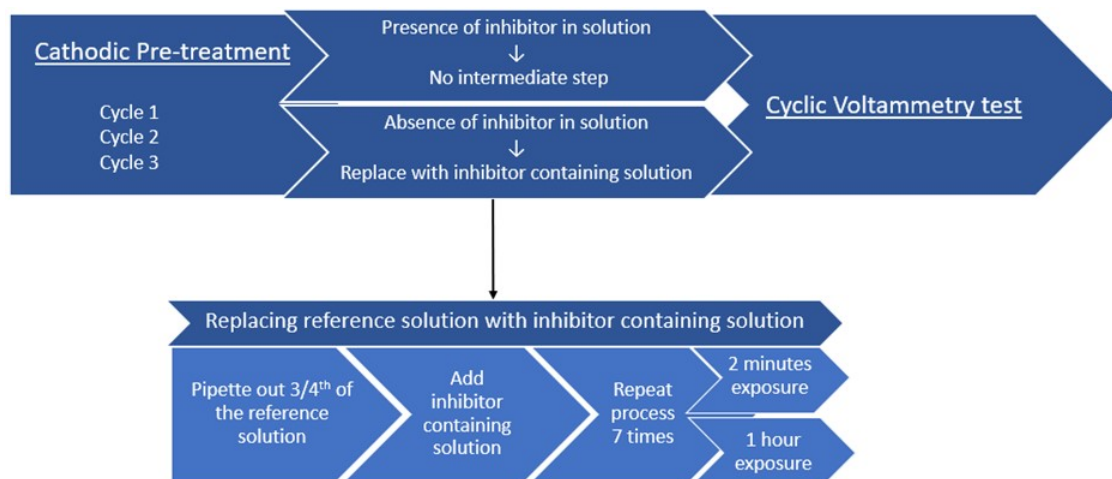 Cathodic Pre-treatment
Cycle 1
Cycle 2
Cycle 3
Presence of inhibitor in solution
↓
No intermediate step
Absence of inhibitor in solution
↓
Replace with inhibitor containing solution
Cyclic Voltammetry test
Replacing reference solution with inhibitor containing solution
Pipette out 3/4th of
the reference
solution
Add
inhibitor
containing
solution
Repeat
process
7 times
2 minutes
exposure
1 hour
exposure